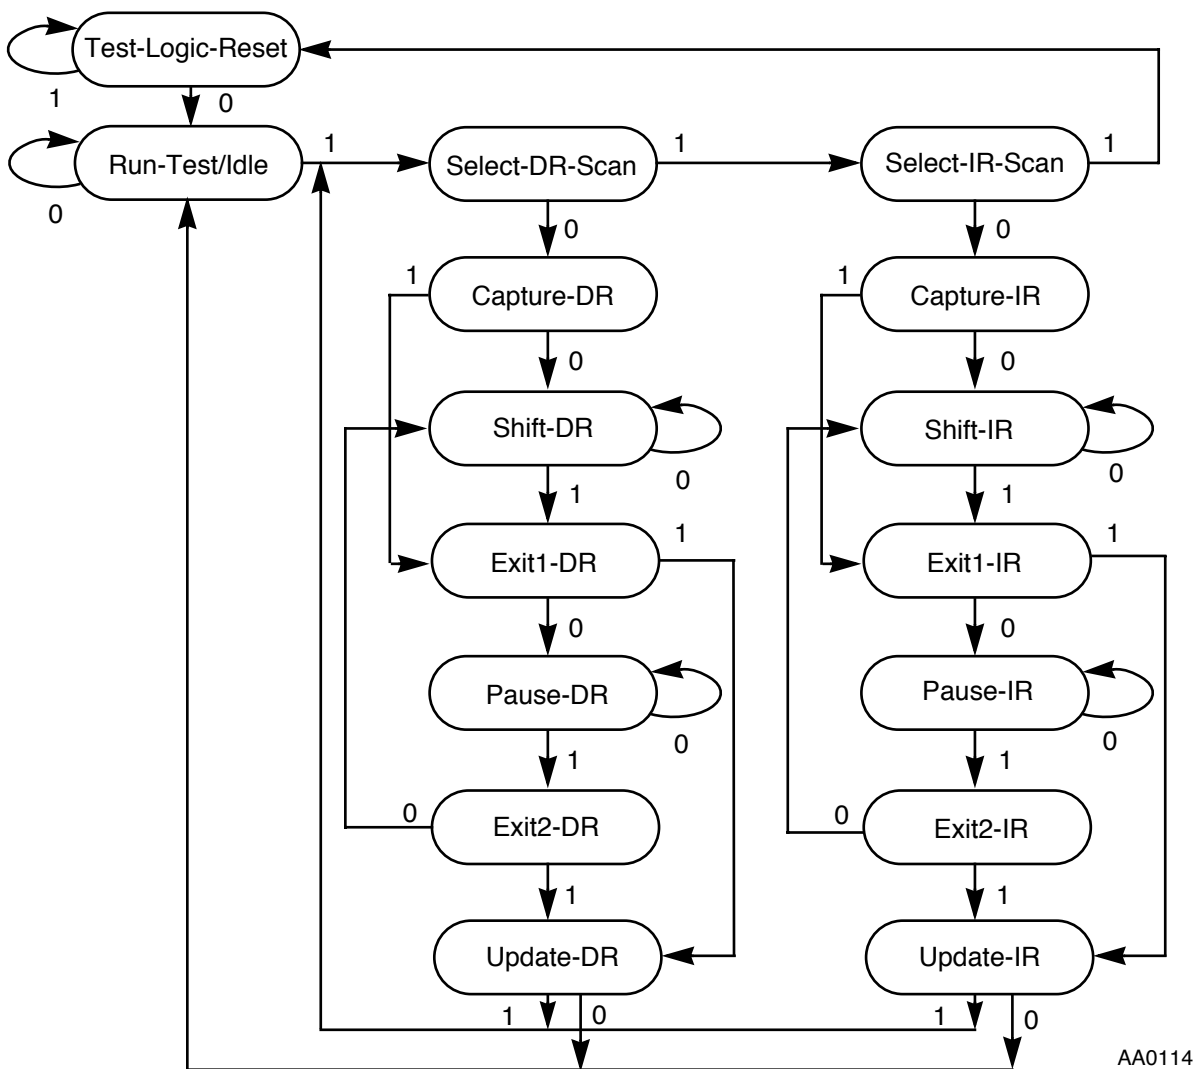 Test-Logic-Reset
1
0
Run-Test/Idle
1
Select-DR-Scan
1
Select-IR-Scan
1
0
0
0
1
Capture-DR
1
Capture-IR
0
0
Shift-DR
0
Shift-IR
0
1
1
Exit1-DR
1
Exit1-IR
1
0
0
Pause-DR
0
Pause-IR
0
1
1
0
Exit2-DR
0
Exit2-IR
1
1
Update-DR
Update-IR
1
0
1
0
AA0114